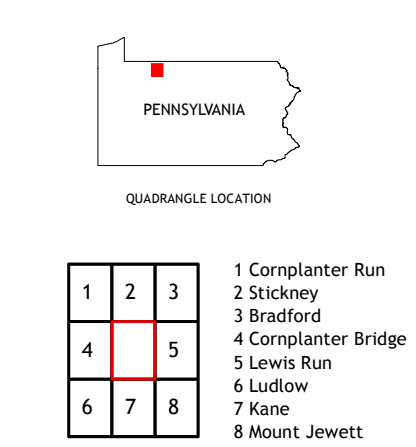 PENNSYLVANIA
QUADRANGLE LOCATION
1 2 3
4 5
6 7 8
1 Cornplanter Run
2 Stickney
3 Bradford
4 Cornplanter Bridge
5 Lewis Run
6 Ludlow
7 Kane
8 Mount Jewett